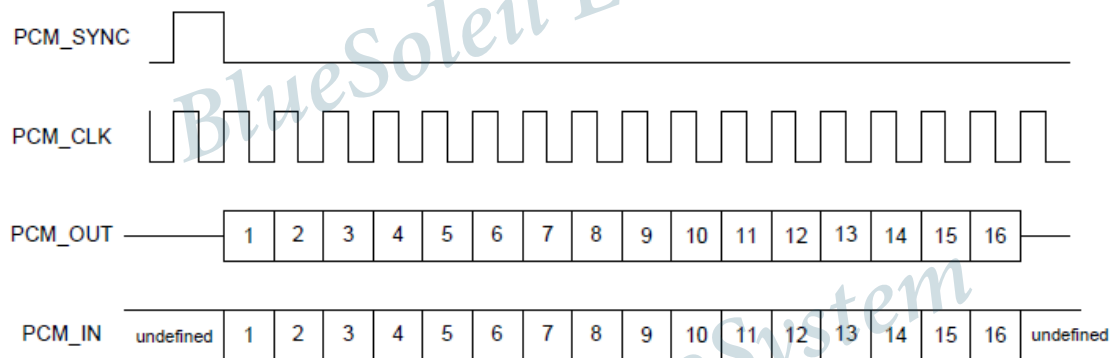 PCM_SYNC
BlueSoleil
PCM_CLK
PCM_OUT 1 2 3 4 5 6 7 8 9 10 11 12 13 14 15 16
PCM_IN undefined 1 2 3 4 5 6 7 8 9 10 11 12 13 14 15 16 undefined